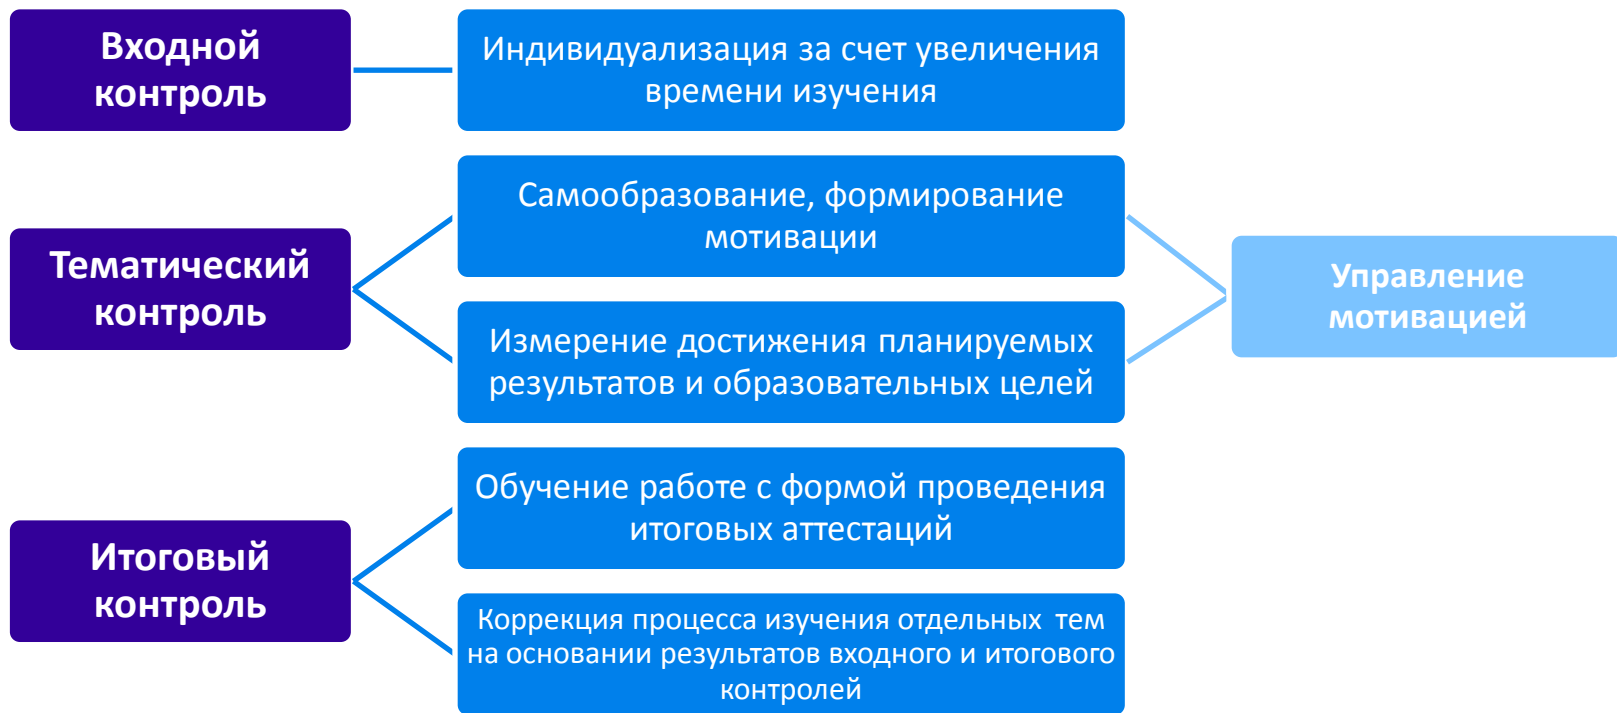 Входной
контроль
Индивидуализация за счет увеличения
времени изучения
Тематический
контроль
Самообразование, формирование
мотивации
Измерение достижения планируемых
результатов и образовательных целей
Управление
мотивацией
Итоговый
контроль
Обучение работе с формой проведения
итоговых аттестаций
Коррекция процесса изучения отдельных тем
на основании результатов входного и итогового
контролей